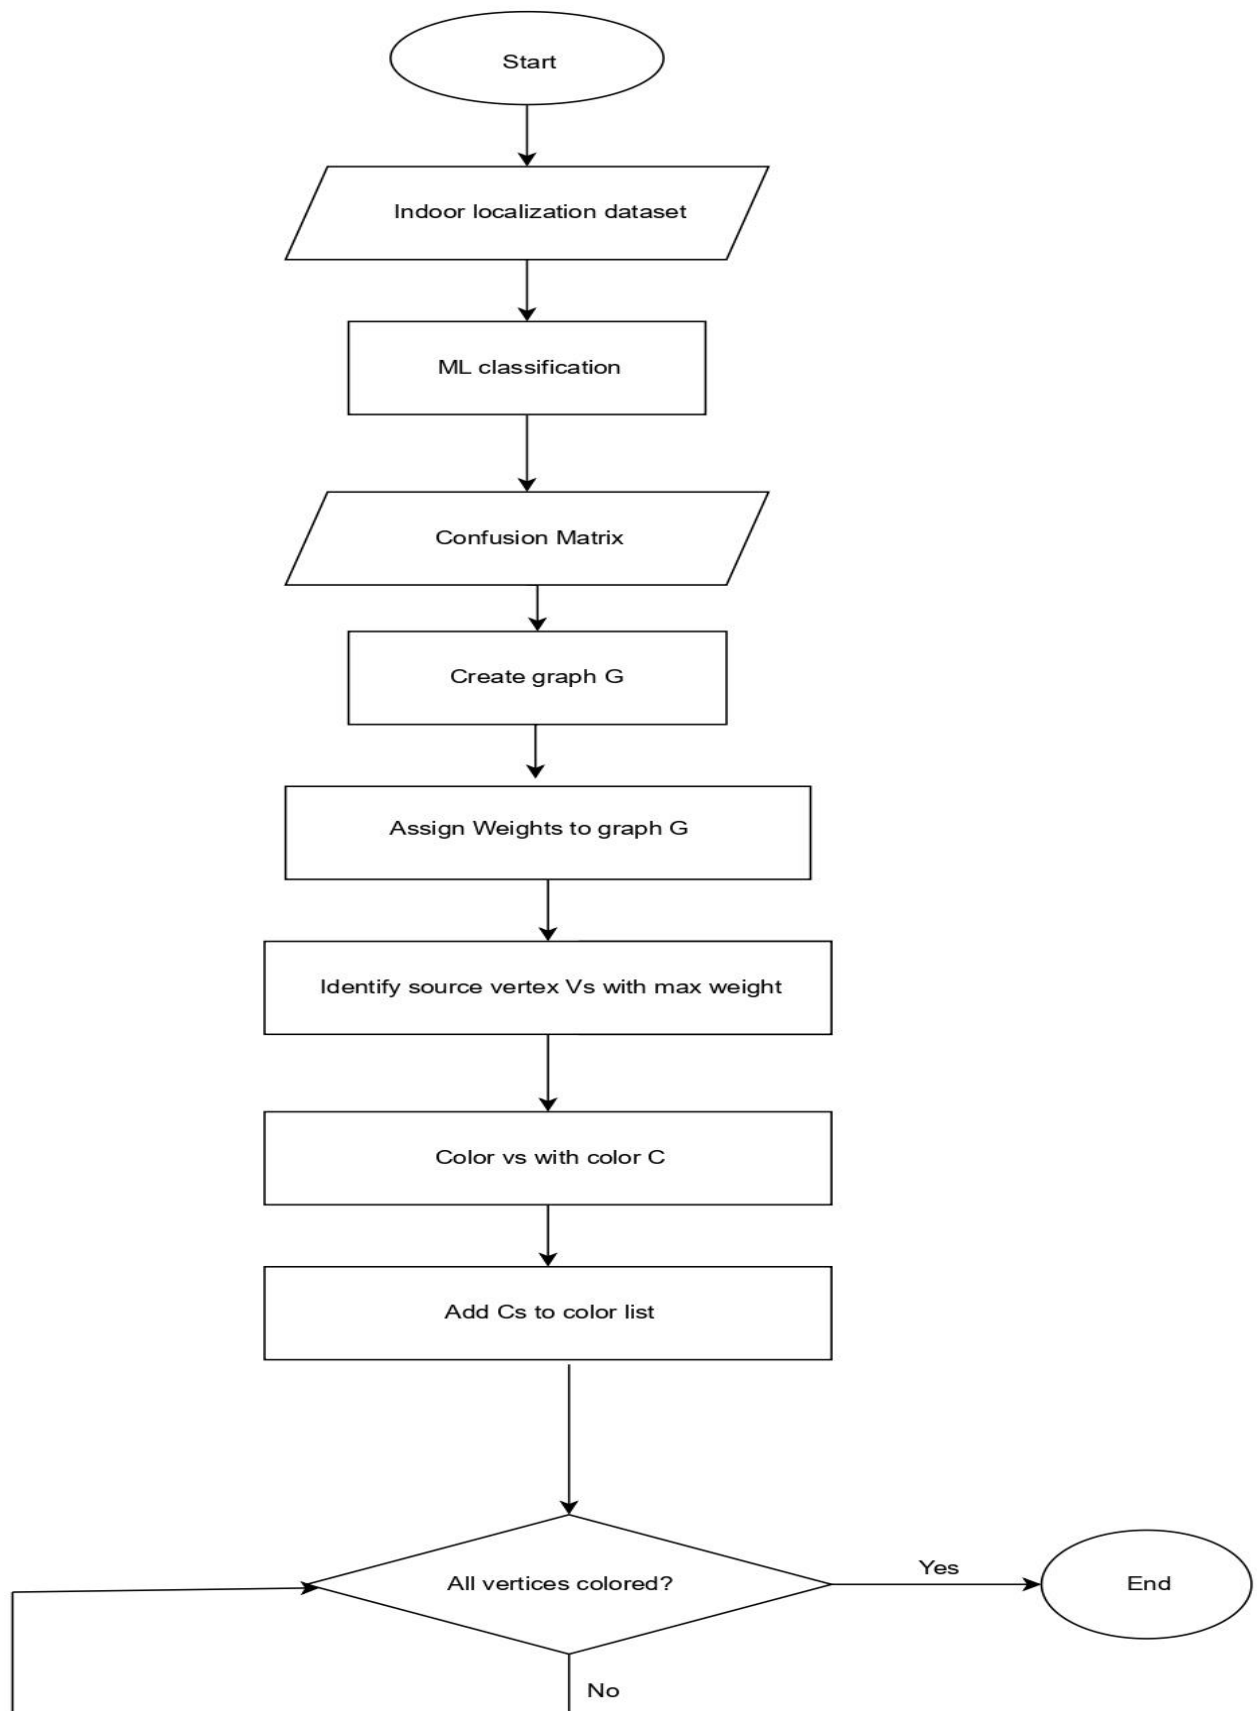 Start
Indoor localization dataset
ML classification
Confusion Matrix
Create graph G
Assign Weights to graph G
Identify source vertex Vs with max weight
Color vs with color C
Add Cs to color list
All vertices colored?
Yes
End
No